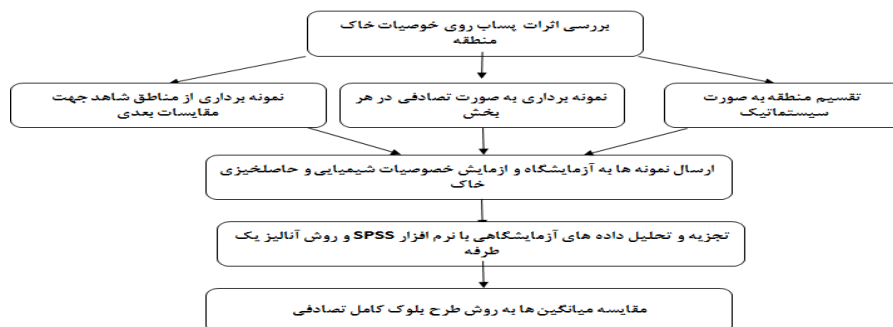 بررسی اثرات پساب روی خوصیات خاک
منطقه
تقسیم منطقه به صورت
سیستماتیک
نمونه برداری به صورت تصادفی در هر
بخش
نمونه برداری از مناطق شاهد جهت
مقایسات بعدی
ارسال نمونه ها به آزمایشگاه و ازمایش خصوصیات شیمیایی و حاصلخیزی
خاک
تجزیه و تحلیل داده های آزمایشگاهی با نرم افزار SPSS و روش آنالیز یک
طرفه
مقایسه میانگین ها به روش طرح بلوک کامل تصادفی